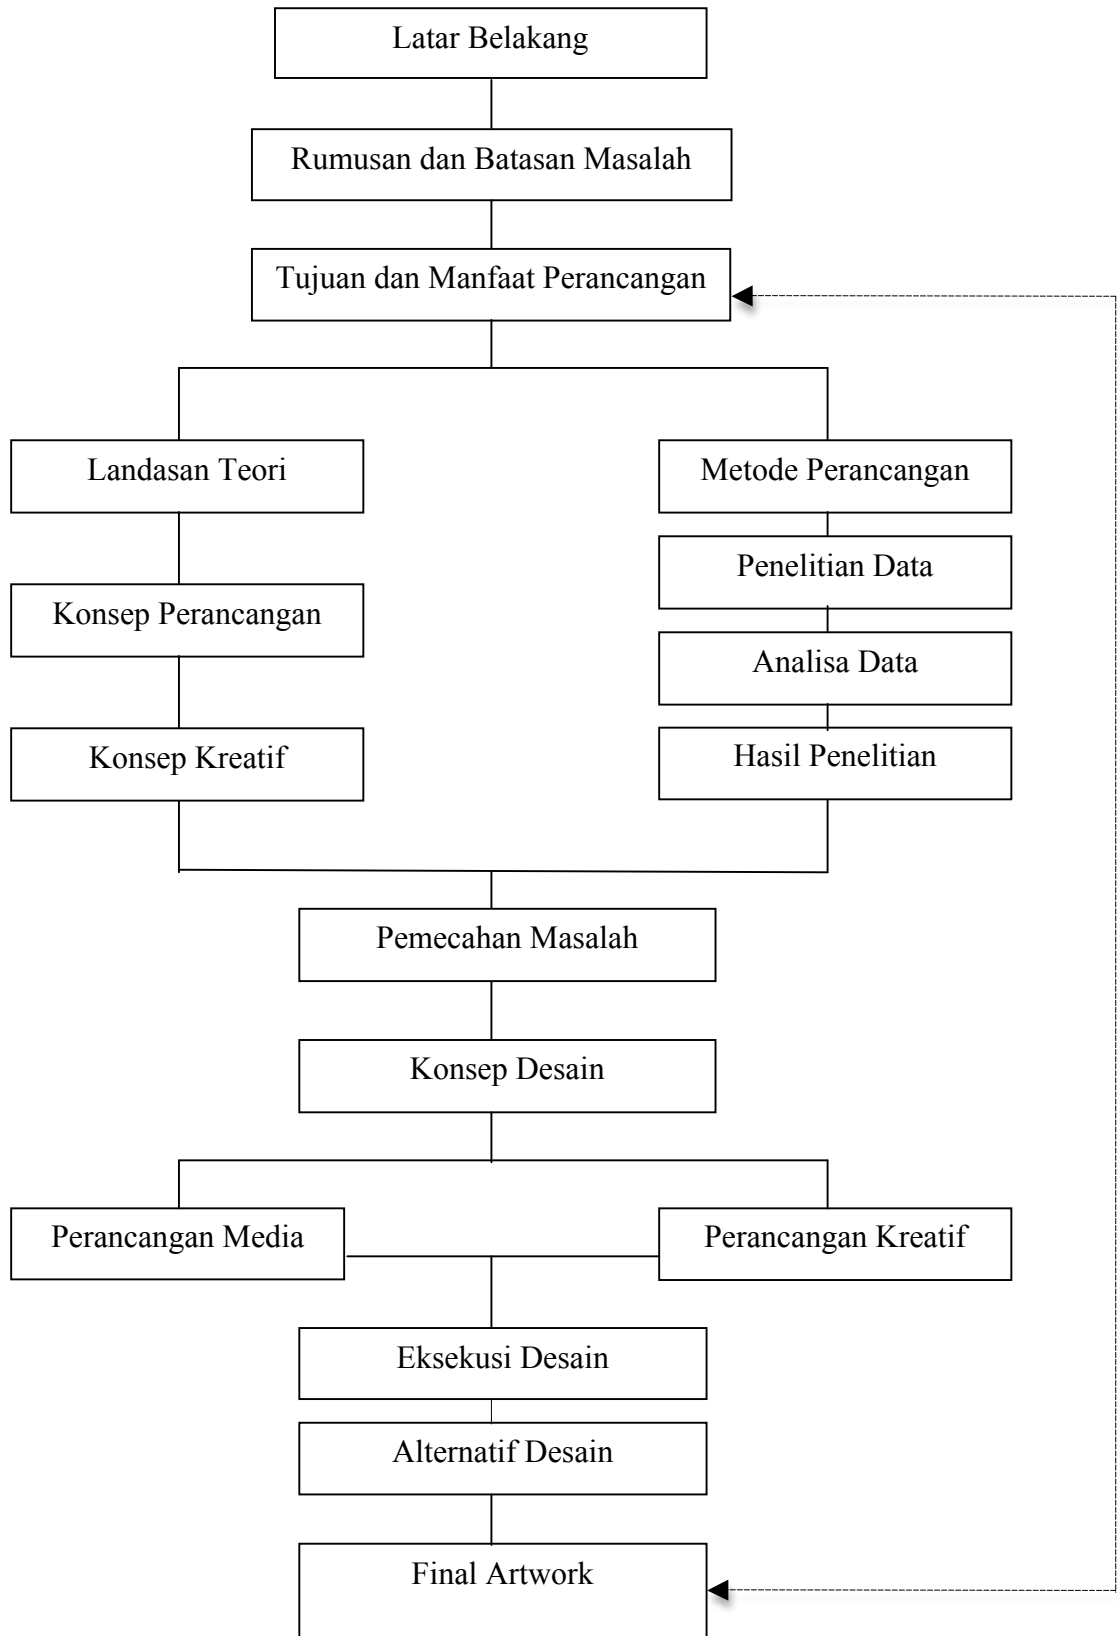 Latar Belakang
Rumusan dan Batasan Masalah
Tujuan dan Manfaat Perancangan
Landasan Teori
Konsep Perancangan
Konsep Kreatif
Metode Perancangan
Penelitian Data
Analisa Data
Hasil Penelitian
Pemecahan Masalah
Konsep Desain
Perancangan Media
Perancangan Kreatif
Eksekusi Desain
Alternatif Desain
Final Artwork